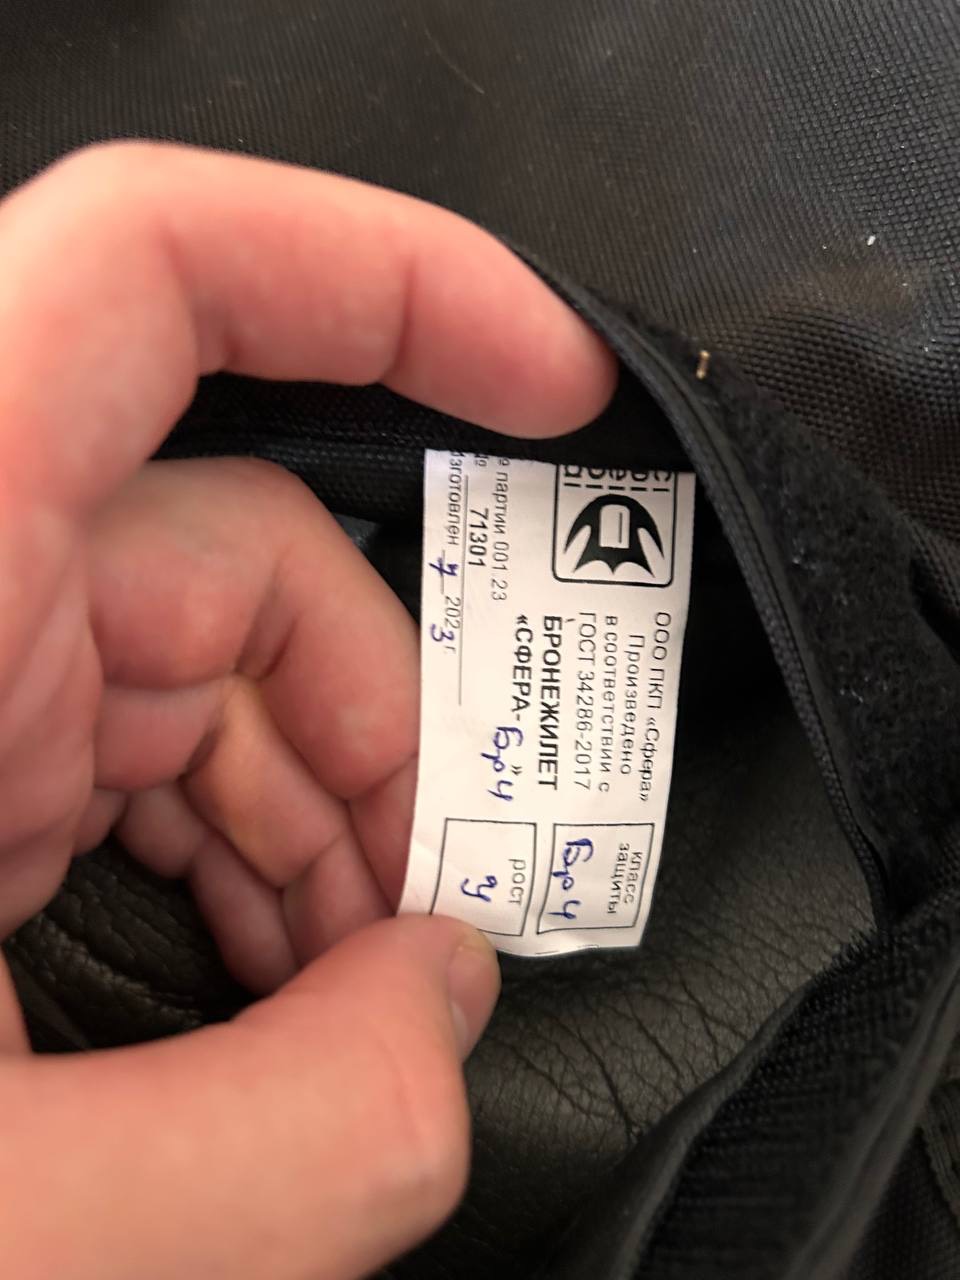 ООО ПКП «Сфера»
Произведено
в соответствии с
ГОСТ 34286-2017
БРОНЕЖИЛЕТ
«СФЕРА-Бр4»
партии 001.23
71301
Изготовлен 7 2023 г.
класс
защиты
Бр4
рост